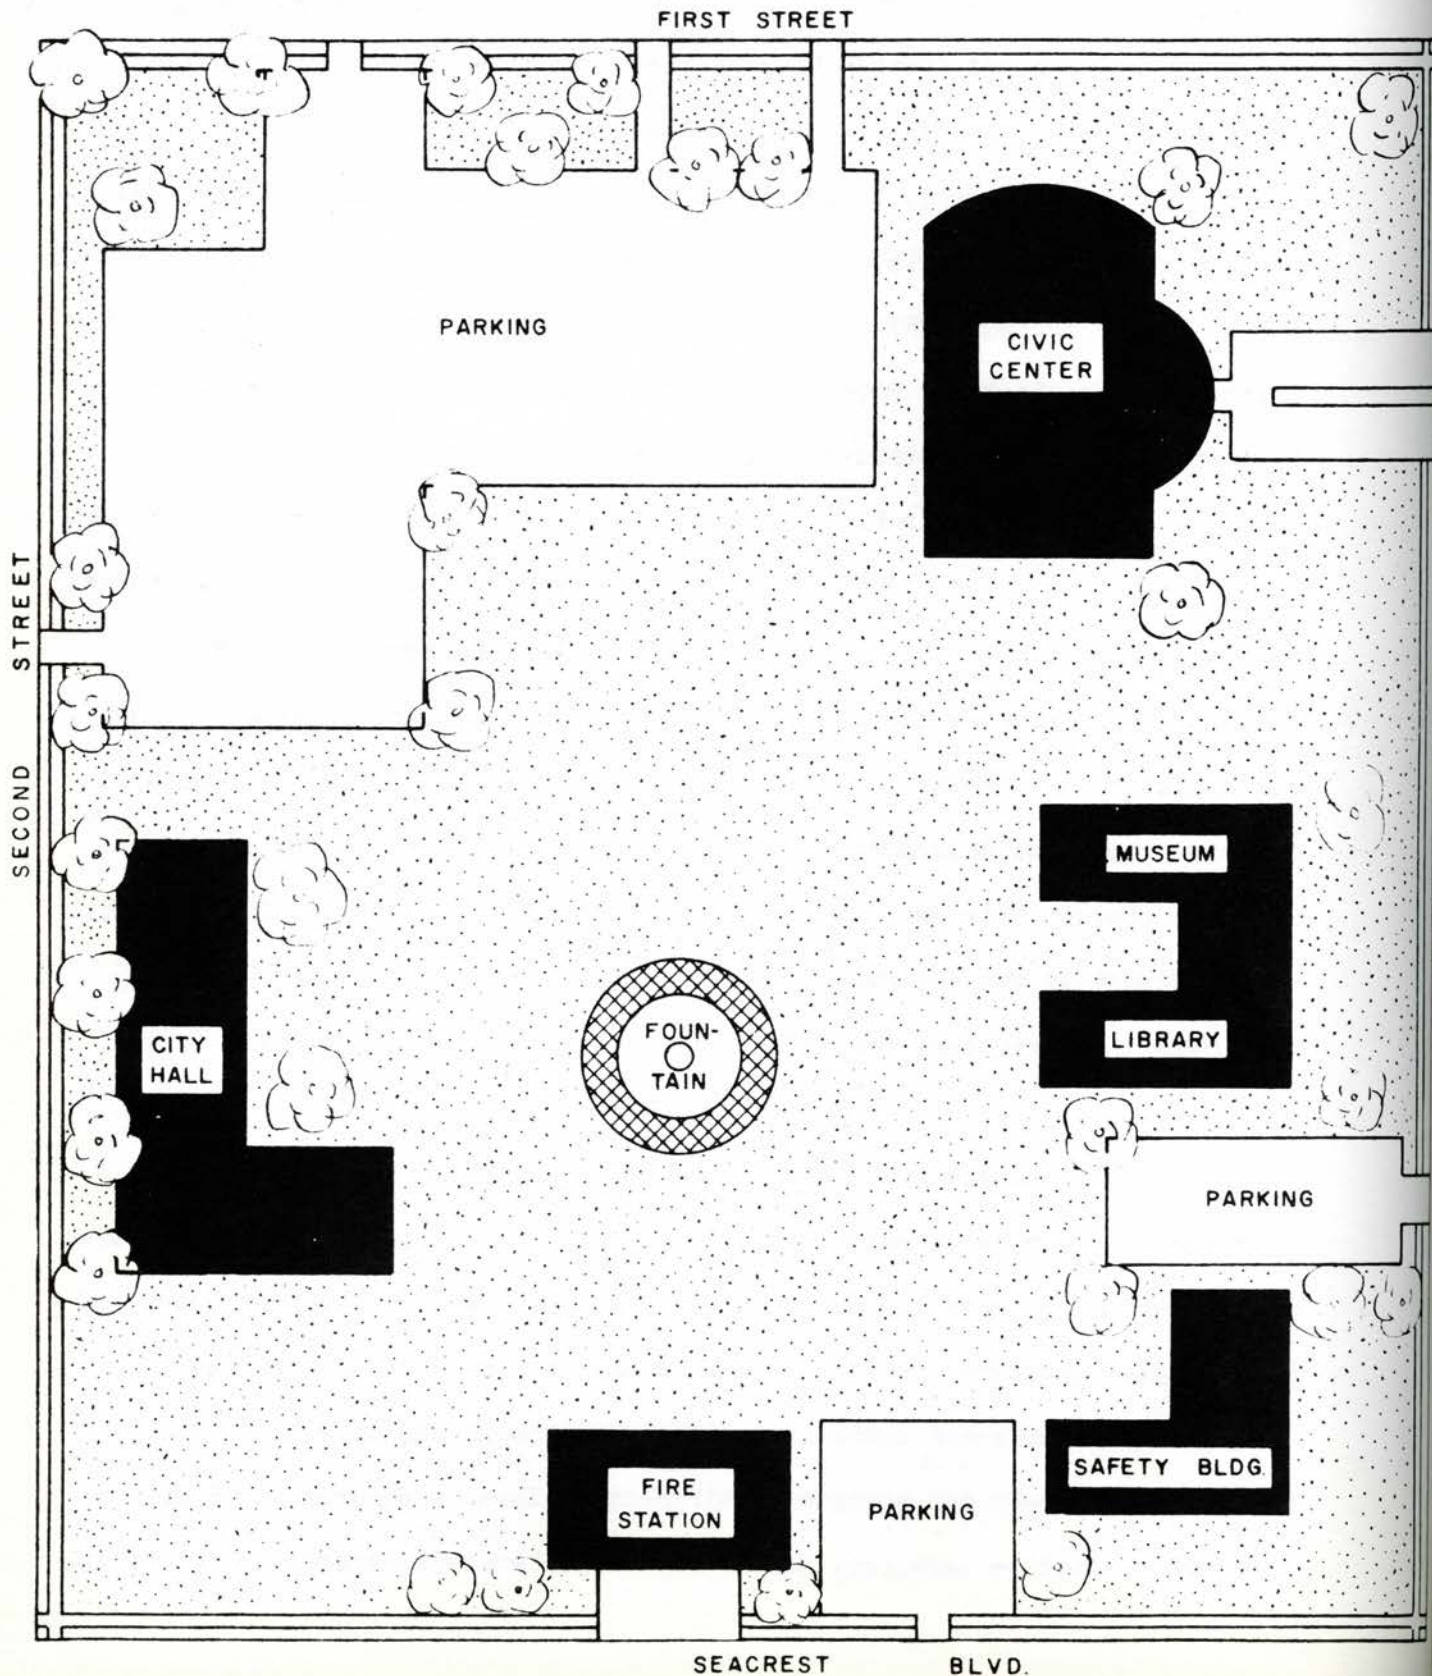 FIRST STREET
PARKING
CIVIC
CENTER
SECOND STREET
MUSEUM
CITY
HALL
FOUN-
TAIN
LIBRARY
PARKING
FIRE
STATION
PARKING
SAFETY BLDG.
SEACREST BLVD.